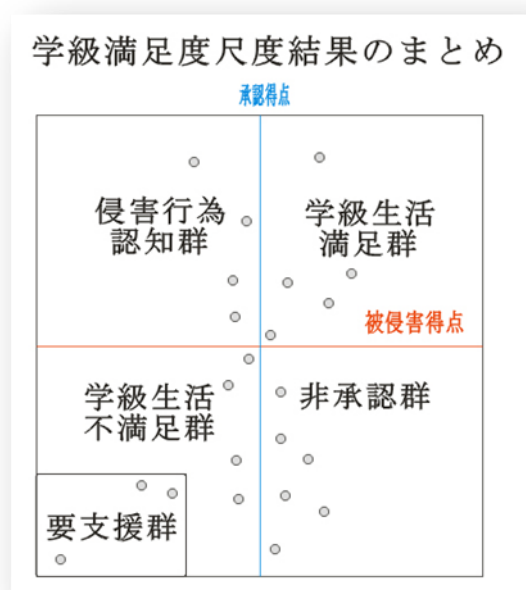 学級満足度尺度結果のまとめ
承認得点
侵害行為
認知群
学級生活
満足群
被侵害得点
学級生活
不満足群
非承認群
要支援群